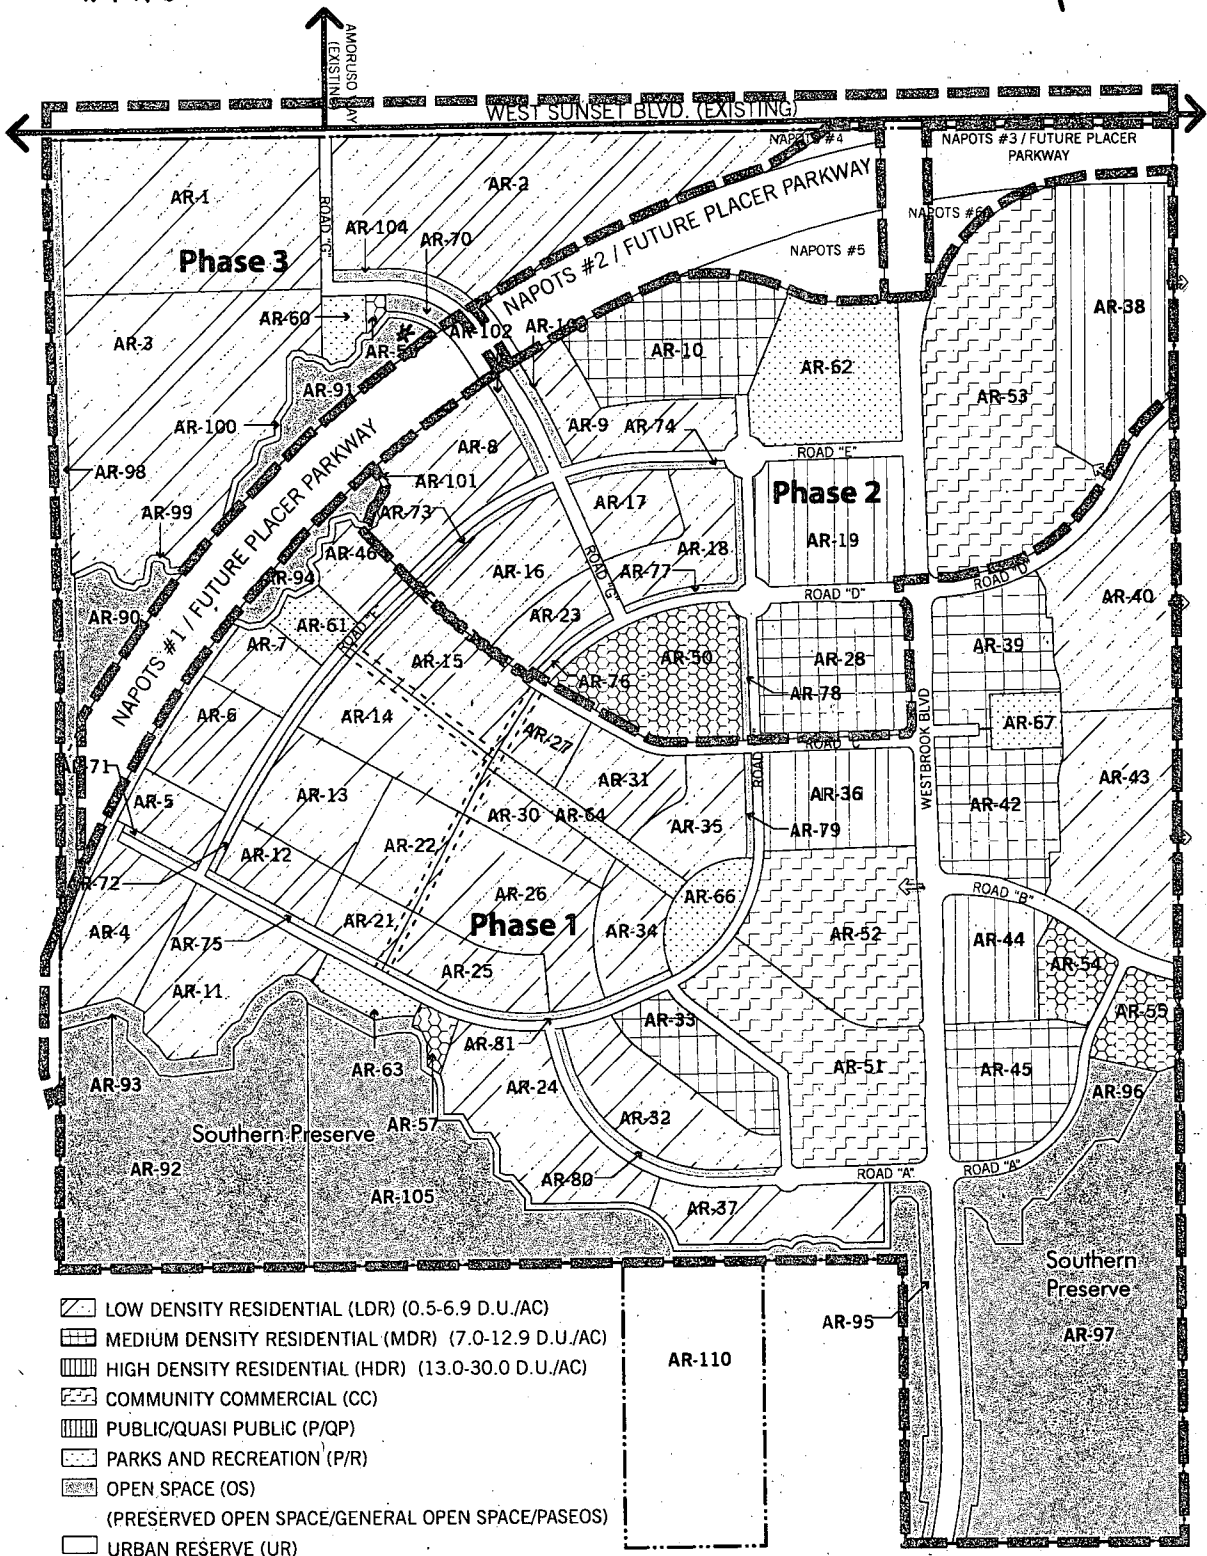 AMORUSO WAY
(EXISTING)
WEST SUNSET BLVD. (EXISTING)
NAPOTS #4
NAPOTS #3 / FUTURE PLACER
PARKWAY
AR-1
AR-2
ROAD "G"
NAPOTS #2 / FUTURE PLACER PARKWAY
NAPOTS #6
AR-104
AR-70
Phase 3
NAPOTS #5
AR-60
AR-102
AR-38
AR-3
AR-10
AR-62
AR-91
AR-53
AR-100
AR-8
AR-9
AR-74
ROAD "E"
AR-98
AR-101
NAPOTS #1 / FUTURE PLACER PARKWAY
AR-17
Phase 2
AR-99
AR-73
AR-46
AR-18
AR-19
AR-94
AR-16
AR-77
ROAD "G"
ROAD "D"
ROAD "D"
AR-40
AR-90
AR-61
AR-23
AR-7
ROAD "F"
AR-15
AR-50
AR-28
AR-39
AR-76
AR-78
AR-6
AR-14
AR-67
AR-27
ROAD "C"
WESTBROOK BLVD
AR-71
AR-31
ROAD
AR-43
AR-5
AR-13
AR-36
AR-42
AR-30
AR-64
AR-35
AR-79
AR-22
AR-12
AR-72
AR-26
AR-66
ROAD "B"
AR-21
Phase 1
AR-4
AR-75
AR-34
AR-52
AR-44
AR-25
AR-54
AR-11
AR-33
AR-55
AR-81
AR-93
AR-63
AR-24
AR-51
AR-45
AR-96
AR-57
AR-32
Southern Preserve
AR-92
ROAD "A"
ROAD "A"
AR-80
AR-105
AR-37
Southern
Preserve
AR-95
AR-97
AR-110
LOW DENSITY RESIDENTIAL (LDR) (0.5-6.9 D.U./AC)
MEDIUM DENSITY RESIDENTIAL (MDR) (7.0-12.9 D.U./AC)
HIGH DENSITY RESIDENTIAL (HDR) (13.0-30.0 D.U./AC)
COMMUNITY COMMERCIAL (CC)
PUBLIC/QUASI PUBLIC (P/QP)
PARKS AND RECREATION (P/R)
OPEN SPACE (OS)
(PRESERVED OPEN SPACE/GENERAL OPEN SPACE/PASEOS)
URBAN RESERVE (UR)